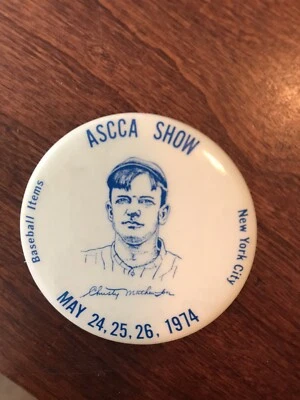 ASCCA SHOW
Baseball Items
New York City
Christy Mathewson
MAY 24, 25, 26, 1974